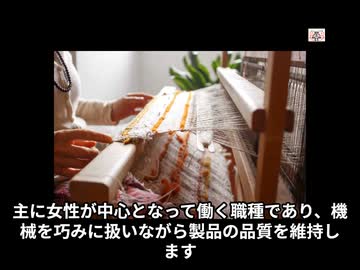 主に女性が中心となって働く職種であり、機
械を巧みに扱いながら製品の品質を維持し
ます